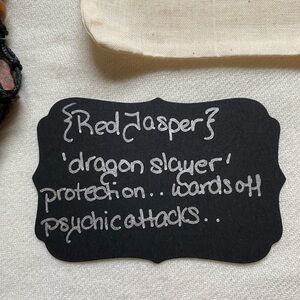 {Red Jasper}
'dragon slayer'
protection.. wards off
psychic attacks..